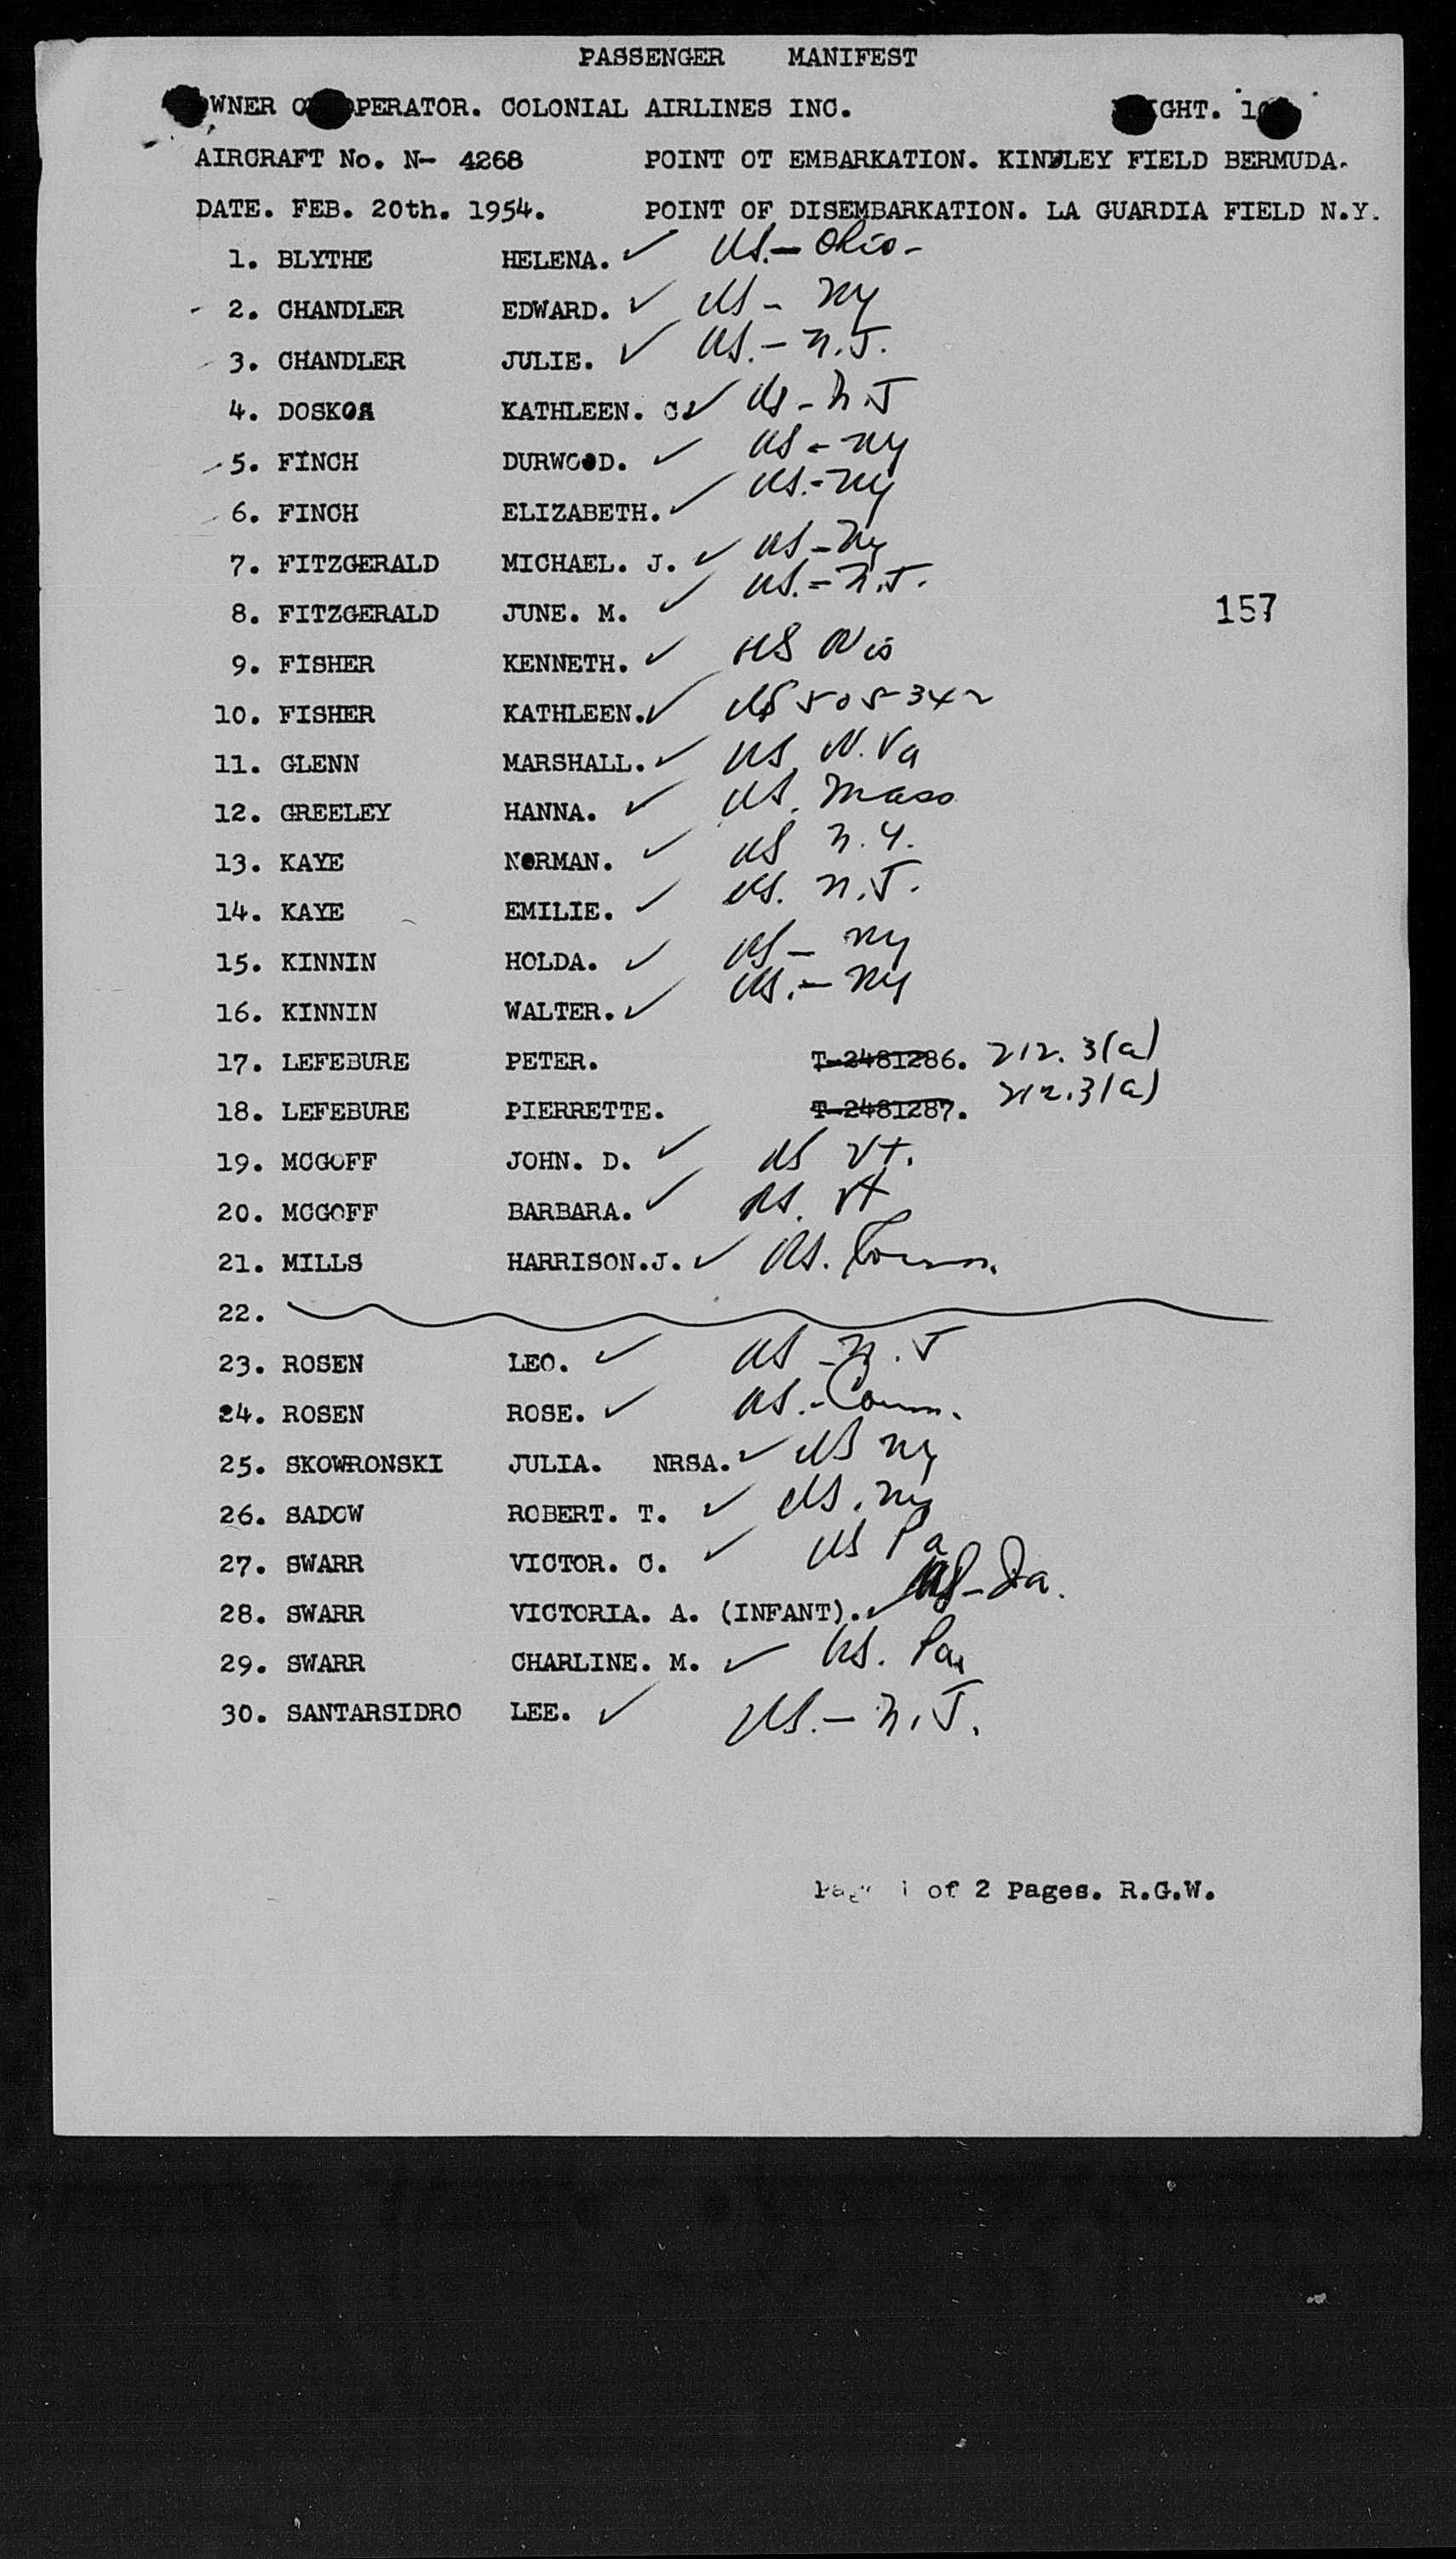 PASSENGER MANIFEST
OWNER OPERATOR. COLONIAL AIRLINES INC. GHT.
AIRCRAFT No. N- 4268 POINT OT EMBARKATION. KINDLEY FIELD BERMUDA.
DATE. FEB. 20th. 1954. POINT OF DISEMBARKATION. LA GUARDIA FIELD N.Y.
1. BLYTHE HELENA. ✓ US. - Ohio -
- 2. CHANDLER EDWARD. ✓ US - NY
- 3. CHANDLER JULIE. ✓ US. - N.J.
4. DOSKOS KATHLEEN. C. ✓ US - N.J
- 5. FINCH DURWOOD. ✓ US - NY
6. FINCH ELIZABETH. ✓ US. - NY
7. FITZGERALD MICHAEL. J. ✓ US - NY
8. FITZGERALD JUNE. M. ✓ US. - N.J.
157
9. FISHER KENNETH. ✓ US Wis
10. FISHER KATHLEEN. ✓ US 505342
11. GLENN MARSHALL. ✓ US W. Va
12. GREELEY HANNA. ✓ US. Mass
13. KAYE NORMAN. ✓ US N.Y.
14. KAYE EMILIE. ✓ US. N.J.
15. KINNIN HOLDA. ✓ US - NY
16. KINNIN WALTER. ✓ US. - NY
17. LEFEBURE PETER. T-2481286. 212.3(a)
18. LEFEBURE PIERRETTE. T-2481287. 212.3(a)
19. MCGOFF JOHN. D. ✓ US Vt.
20. MCGOFF BARBARA. ✓ US. Vt
21. MILLS HARRISON.J. ✓ US. Conn.
22.
23. ROSEN LEO. ✓ US - N.J
24. ROSEN ROSE. ✓ US. - Conn.
25. SKOWRONSKI JULIA. NRSA. ✓ US NY
26. SADOW ROBERT. T. ✓ US. NY
27. SWARR VICTOR. C. ✓ US Pa
28. SWARR VICTORIA. A. (INFANT). ✓ US -
29. SWARR CHARLINE. M. ✓ US. Pa
30. SANTARSIDRO LEE. ✓ US. - N.J.
Page 1 of 2 Pages. R.G.W.